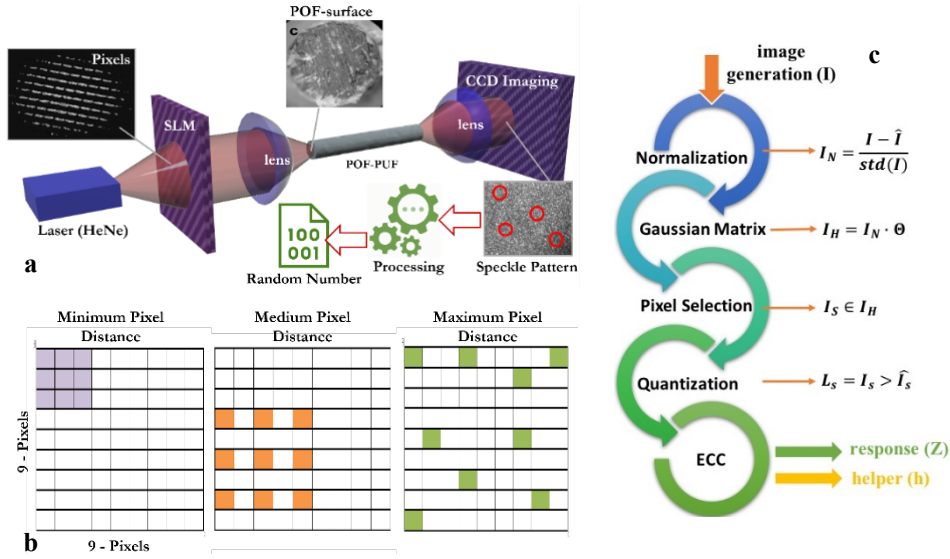 a
Pixels
SLM
Laser (HeNe)
lens
POF-surface
c
POF-PUF
lens
CCD Imaging
100
001
Random Number
Processing
Speckle Pattern
b
Minimum Pixel
Distance
Medium Pixel
Distance
Maximum Pixel
Distance
9 - Pixels
9 - Pixels
c
image
generation (I)
Normalization
I_N = (I − Î) / std(I)
Gaussian Matrix
I_H = I_N · Θ
Pixel Selection
I_S ∈ I_H
Quantization
L_s = I_s > Î_s
ECC
response (Z)
helper (h)